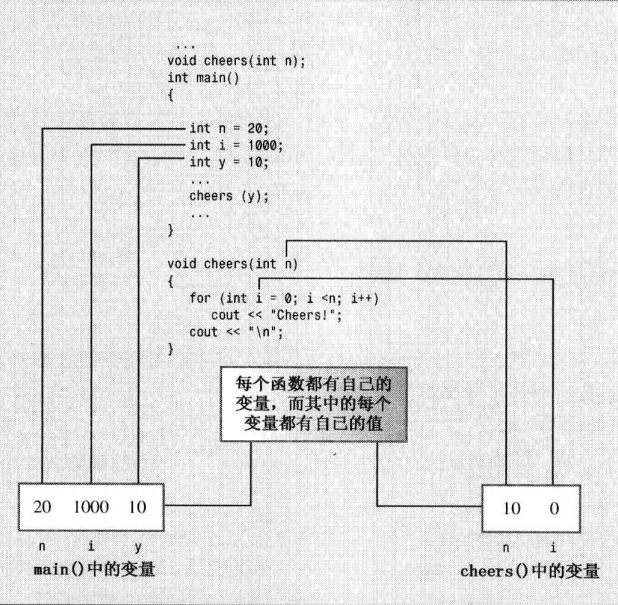 ...
void cheers(int n);
int main()
{
int n = 20;
int i = 1000;
int y = 10;
...
cheers (y);
...
}
void cheers(int n)
{
for (int i = 0; i <n; i++)
cout << "Cheers!";
cout << "\n";
}
每个函数都有自己的
变量，而其中的每个
变量都有自己的值
20 1000 10
n i y
main()中的变量
10 0
n i
cheers()中的变量